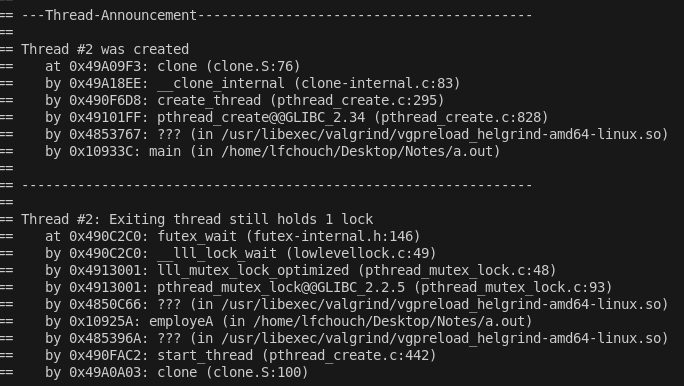 == ---Thread-Announcement------------------------------------------
==
== Thread #2 was created
==    at 0x49A09F3: clone (clone.S:76)
==    by 0x49A18EE: __clone_internal (clone-internal.c:83)
==    by 0x490F6D8: create_thread (pthread_create.c:295)
==    by 0x49101FF: pthread_create@@GLIBC_2.34 (pthread_create.c:828)
==    by 0x4853767: ??? (in /usr/libexec/valgrind/vgpreload_helgrind-amd64-linux.so)
==    by 0x10933C: main (in /home/lfchouch/Desktop/Notes/a.out)
==
== ----------------------------------------------------------------
==
== Thread #2: Exiting thread still holds 1 lock
==    at 0x490C2C0: futex_wait (futex-internal.h:146)
==    by 0x490C2C0: __lll_lock_wait (lowlevellock.c:49)
==    by 0x4913001: lll_mutex_lock_optimized (pthread_mutex_lock.c:48)
==    by 0x4913001: pthread_mutex_lock@@GLIBC_2.2.5 (pthread_mutex_lock.c:93)
==    by 0x4850C66: ??? (in /usr/libexec/valgrind/vgpreload_helgrind-amd64-linux.so)
==    by 0x10925A: employeA (in /home/lfchouch/Desktop/Notes/a.out)
==    by 0x485396A: ??? (in /usr/libexec/valgrind/vgpreload_helgrind-amd64-linux.so)
==    by 0x490FAC2: start_thread (pthread_create.c:442)
==    by 0x49A0A03: clone (clone.S:100)